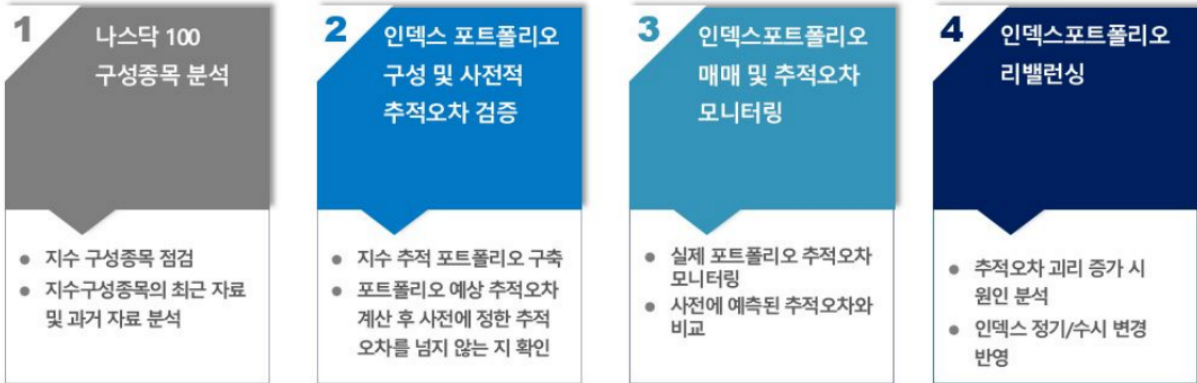 1
나스닥 100
구성종목 분석
● 지수 구성종목 점검
● 지수구성종목의 최근 자료
및 과거 자료 분석
2
인덱스 포트폴리오
구성 및 사전적
추적오차 검증
● 지수 추적 포트폴리오 구축
● 포트폴리오 예상 추적오차
계산 후 사전에 정한 추적
오차를 넘지 않는 지 확인
3
인덱스포트폴리오
매매 및 추적오차
모니터링
● 실제 포트폴리오 추적오차
모니터링
● 사전에 예측된 추적오차와
비교
4
인덱스포트폴리오
리밸런싱
● 추적오차 괴리 증가 시
원인 분석
● 인덱스 정기/수시 변경
반영